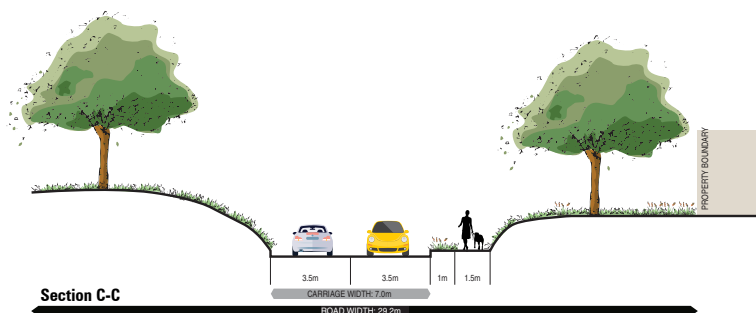 PROPERTY BOUNDARY
3.5m 3.5m 1m 1.5m
CARRIAGE WIDTH: 7.0m
Section C-C
ROAD WIDTH: 29.2m